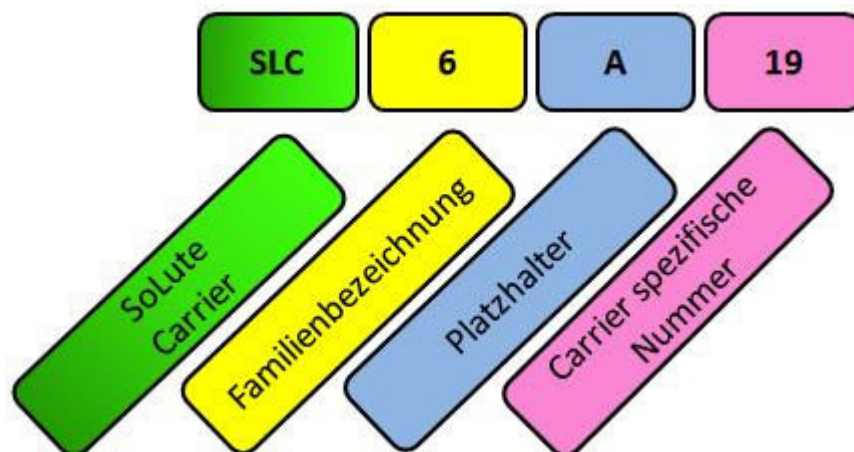 SLC 6 A 19
SoLute
Carrier
Familienbezeichnung
Platzhalter
Carrier spezifische
Nummer